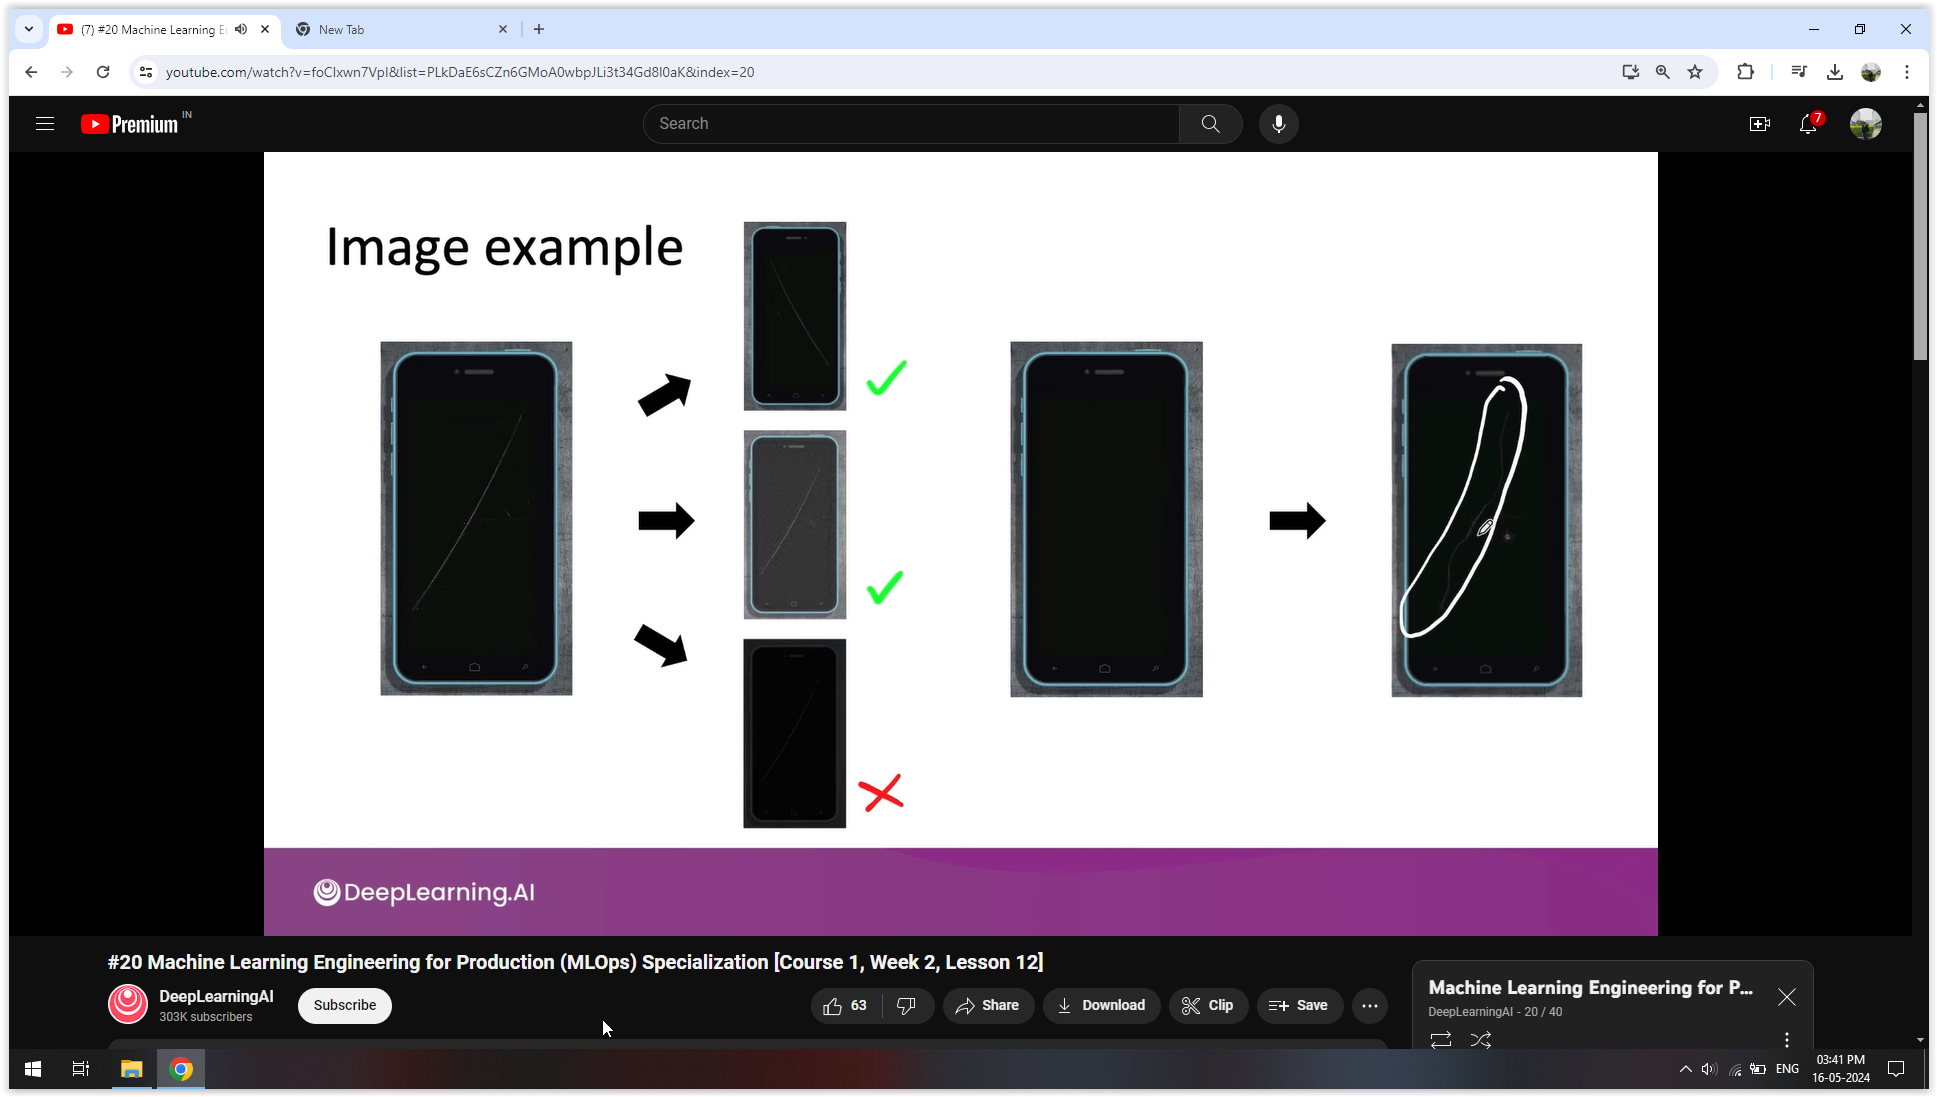 (7) #20 Machine Learning E
New Tab
youtube.com/watch?v=foClxwn7VpI&list=PLkDaE6sCZn6GMoA0wbpJLi3t34Gd8l0aK&index=20
Premium IN
Search
7
Image example
DeepLearning.AI
#20 Machine Learning Engineering for Production (MLOps) Specialization [Course 1, Week 2, Lesson 12]
DeepLearningAI
303K subscribers
Subscribe
63
Share
Download
Clip
Save
Machine Learning Engineering for P...
DeepLearningAI - 20 / 40
ENG
03:41 PM
16-05-2024